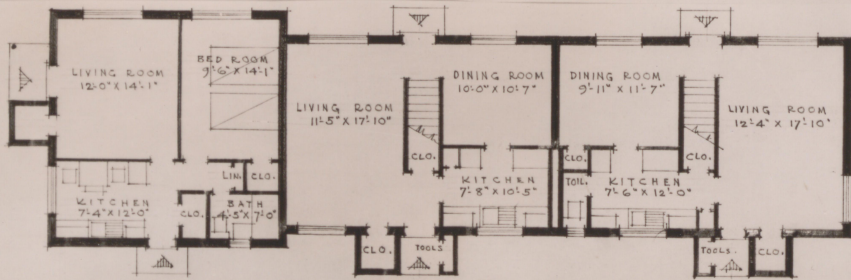 LIVING ROOM
12'-0" X 14'-1"
BED ROOM
9'-6" X 14'-1"
KITCHEN
7'-4" X 12'-0"
CLO.
LIN.
CLO.
BATH
4'-5" X 7'-0"
LIVING ROOM
11'-5" X 17'-10"
DINING ROOM
10'-0" X 10'-7"
CLO.
KITCHEN
7'-8" X 10'-5"
CLO.
TOOLS
DINING ROOM
9'-11" X 11'-7"
LIVING ROOM
12'-4" X 17'-10"
CLO.
TOIL.
KITCHEN
7'-6" X 12'-0"
CLO.
TOOLS.
CLO.